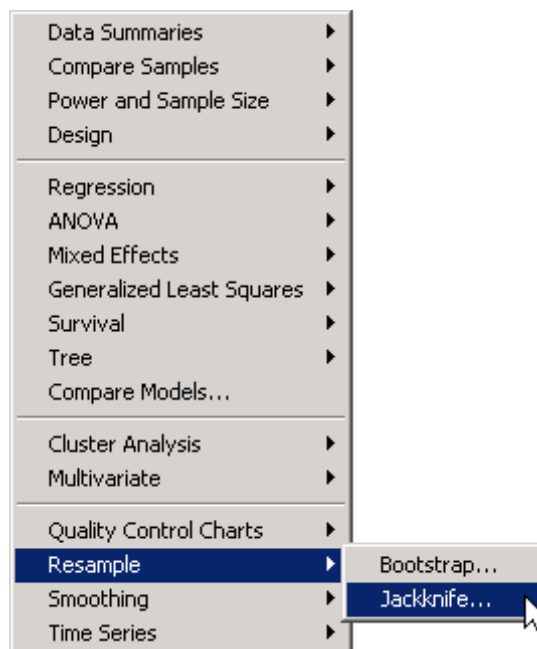 Data Summaries
Compare Samples
Power and Sample Size
Design
Regression
ANOVA
Mixed Effects
Generalized Least Squares
Survival
Tree
Compare Models...
Cluster Analysis
Multivariate
Quality Control Charts
Resample
Bootstrap...
Smoothing
Jackknife...
Time Series